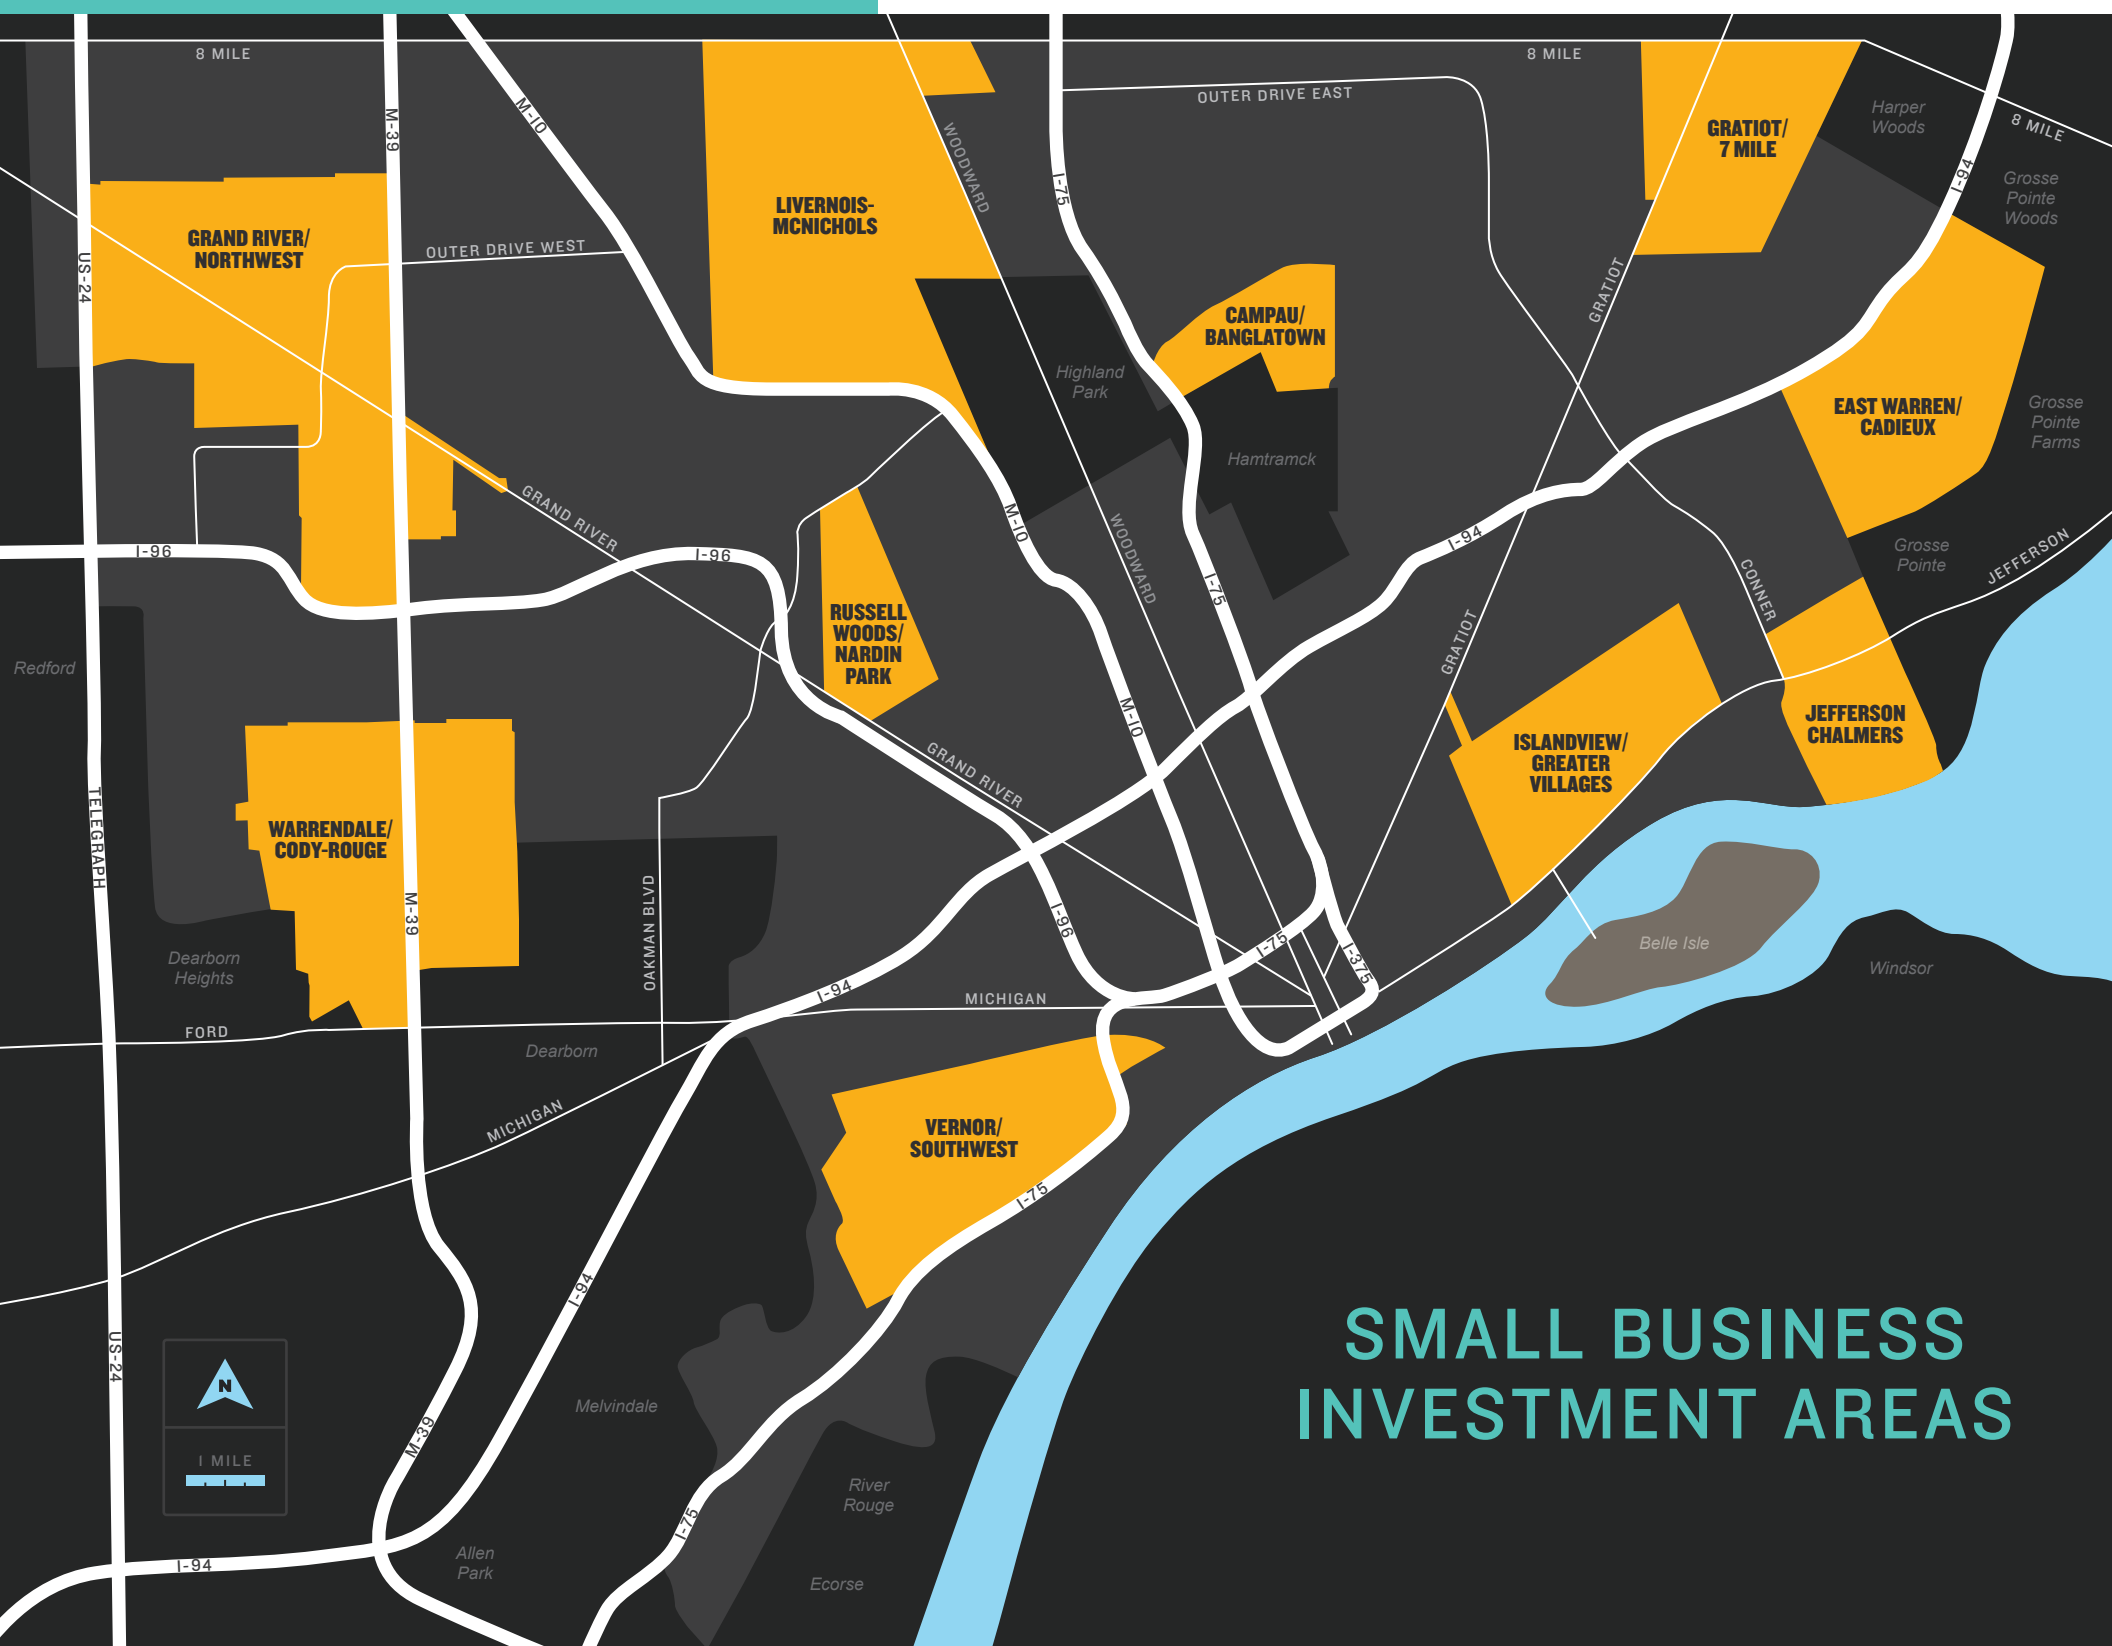 8 MILE
8 MILE
OUTER DRIVE EAST
M-39
M-10
WOODWARD
Harper
Woods
8 MILE
GRATIOT/
7 MILE
I-75
I-94
Grosse
Pointe
Woods
LIVERNOIS-
MCNICHOLS
GRAND RIVER/
NORTHWEST
OUTER DRIVE WEST
US-24
GRATIOT
CAMPAU/
BANGLATOWN
Highland
Park
EAST WARREN/
CADIEUX
Grosse
Pointe
Farms
Hamtramck
GRAND RIVER
M-10
WOODWARD
I-94
I-96
I-96
Grosse
Pointe
JEFFERSON
CONNER
I-75
RUSSELL
WOODS/
NARDIN
PARK
GRATIOT
Redford
M-10
JEFFERSON
CHALMERS
ISLANDVIEW/
GREATER
VILLAGES
GRAND RIVER
TELEGRAPH
WARRENDALE/
CODY-ROUGE
M-39
OAKMAN BLVD
I-96
I-75
I-375
Belle Isle
Windsor
Dearborn
Heights
I-94
MICHIGAN
FORD
Dearborn
MICHIGAN
VERNOR/
SOUTHWEST
I-75
I-94
US-24
SMALL BUSINESS
INVESTMENT AREAS
N
1 MILE
M-39
Melvindale
River
Rouge
I-75
Allen
Park
I-94
Ecorse